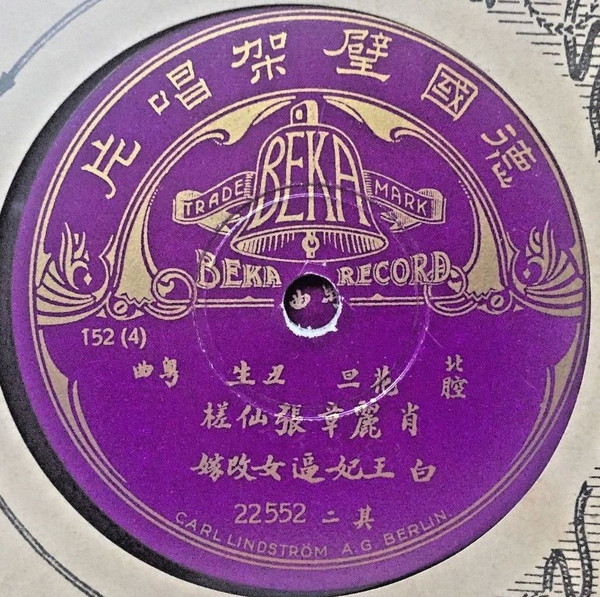 德國璧架唱片
BEKA
TRADE MARK
BEKA RECORD
152 (4)
北腔 花旦 丑生 粵曲
肖麗章張仙槎
白王妃逼女改嫁
其二 22552
CARL LINDSTRÖM A.G. BERLIN.